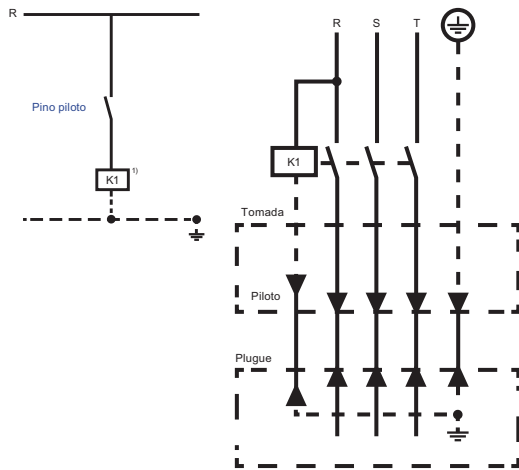 R
Pino piloto
K1 1)
R S T
K1
Tomada
Piloto
Plugue